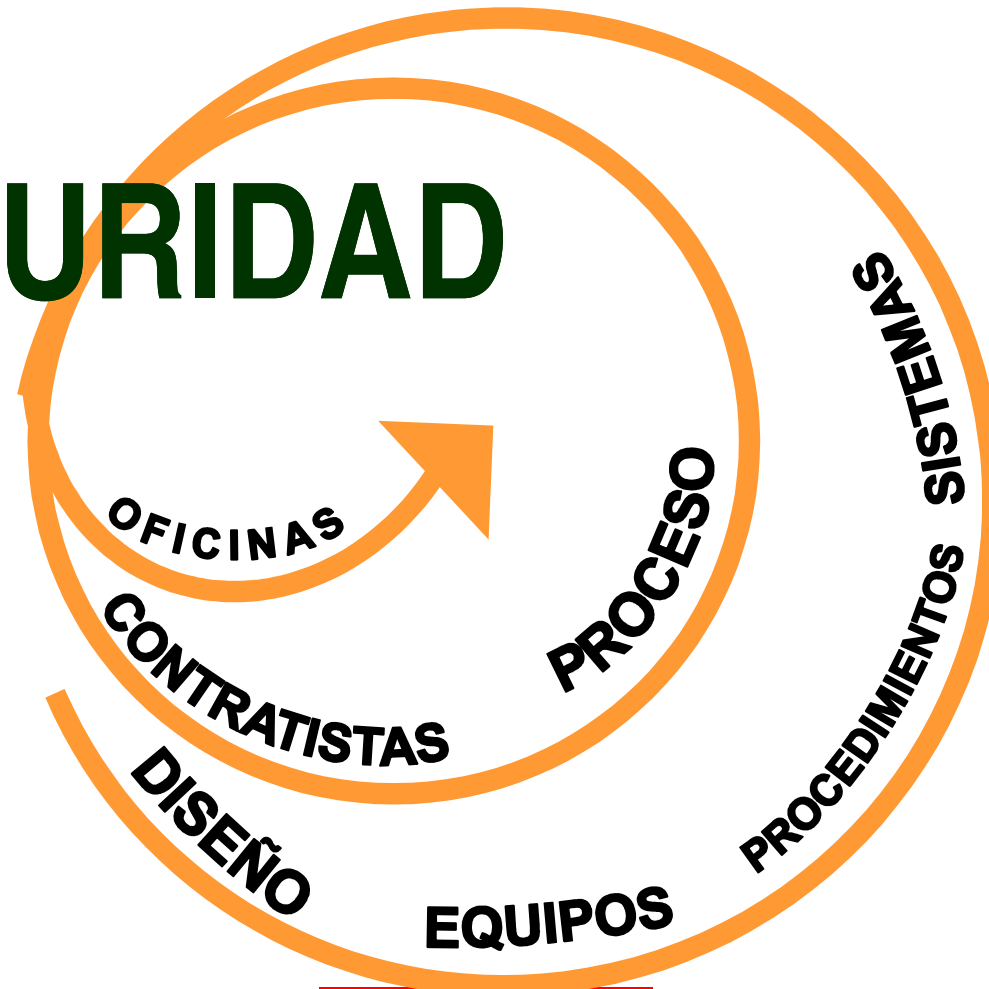 URIDAD
SISTEMAS
PROCESO
OFICINAS
PROCEDIMIENTOS
CONTRATISTAS
DISEÑO
EQUIPOS